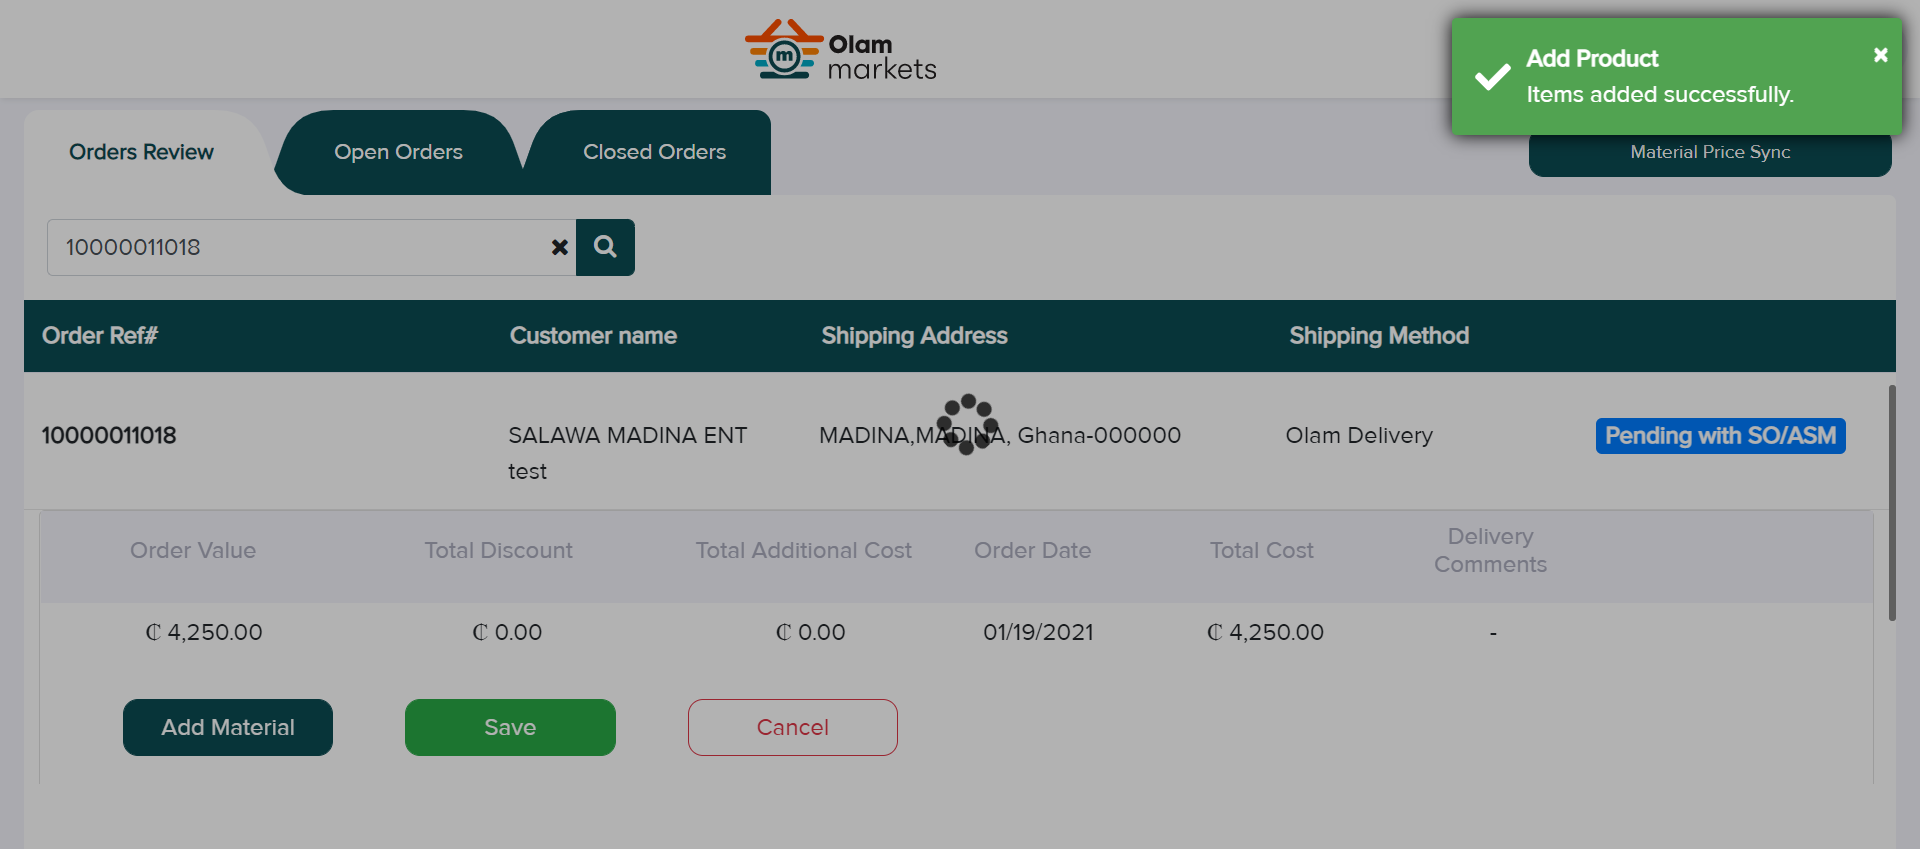 Olam
markets
Add Product
Items added successfully.
Orders Review
Open Orders
Closed Orders
Material Price Sync
10000011018
Order Ref#
Customer name
Shipping Address
Shipping Method
10000011018
SALAWA MADINA ENT
test
MADINA,MADINA, Ghana-000000
Olam Delivery
Pending with SO/ASM
Order Value
Total Discount
Total Additional Cost
Order Date
Total Cost
Delivery
Comments
₵ 4,250.00
₵ 0.00
₵ 0.00
01/19/2021
₵ 4,250.00
-
Add Material
Save
Cancel